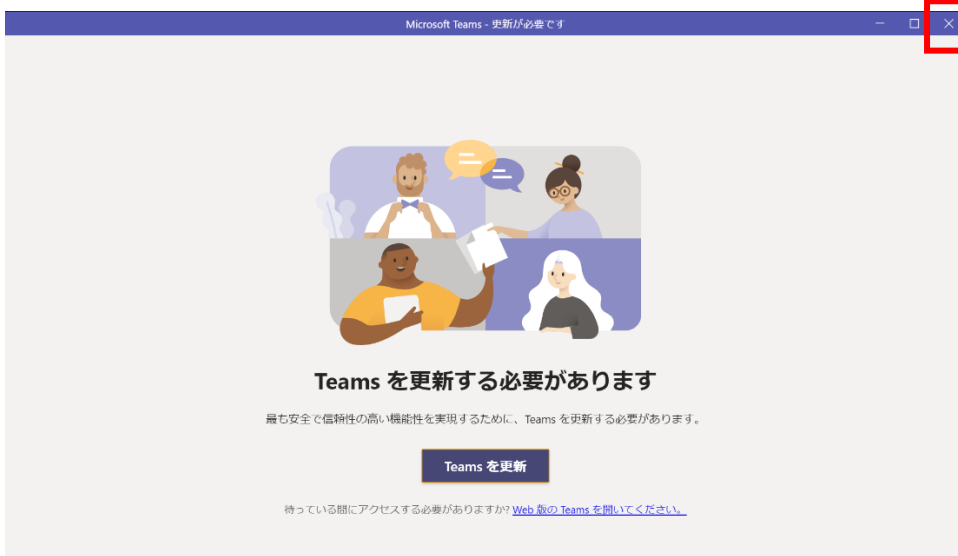 Microsoft Teams - 更新が必要です
Teams を更新する必要があります
最も安全で信頼性の高い機能性を実現するために、Teams を更新する必要があります。
Teams を更新
待っている間にアクセスする必要がありますか? Web 版の Teams を開いてください。